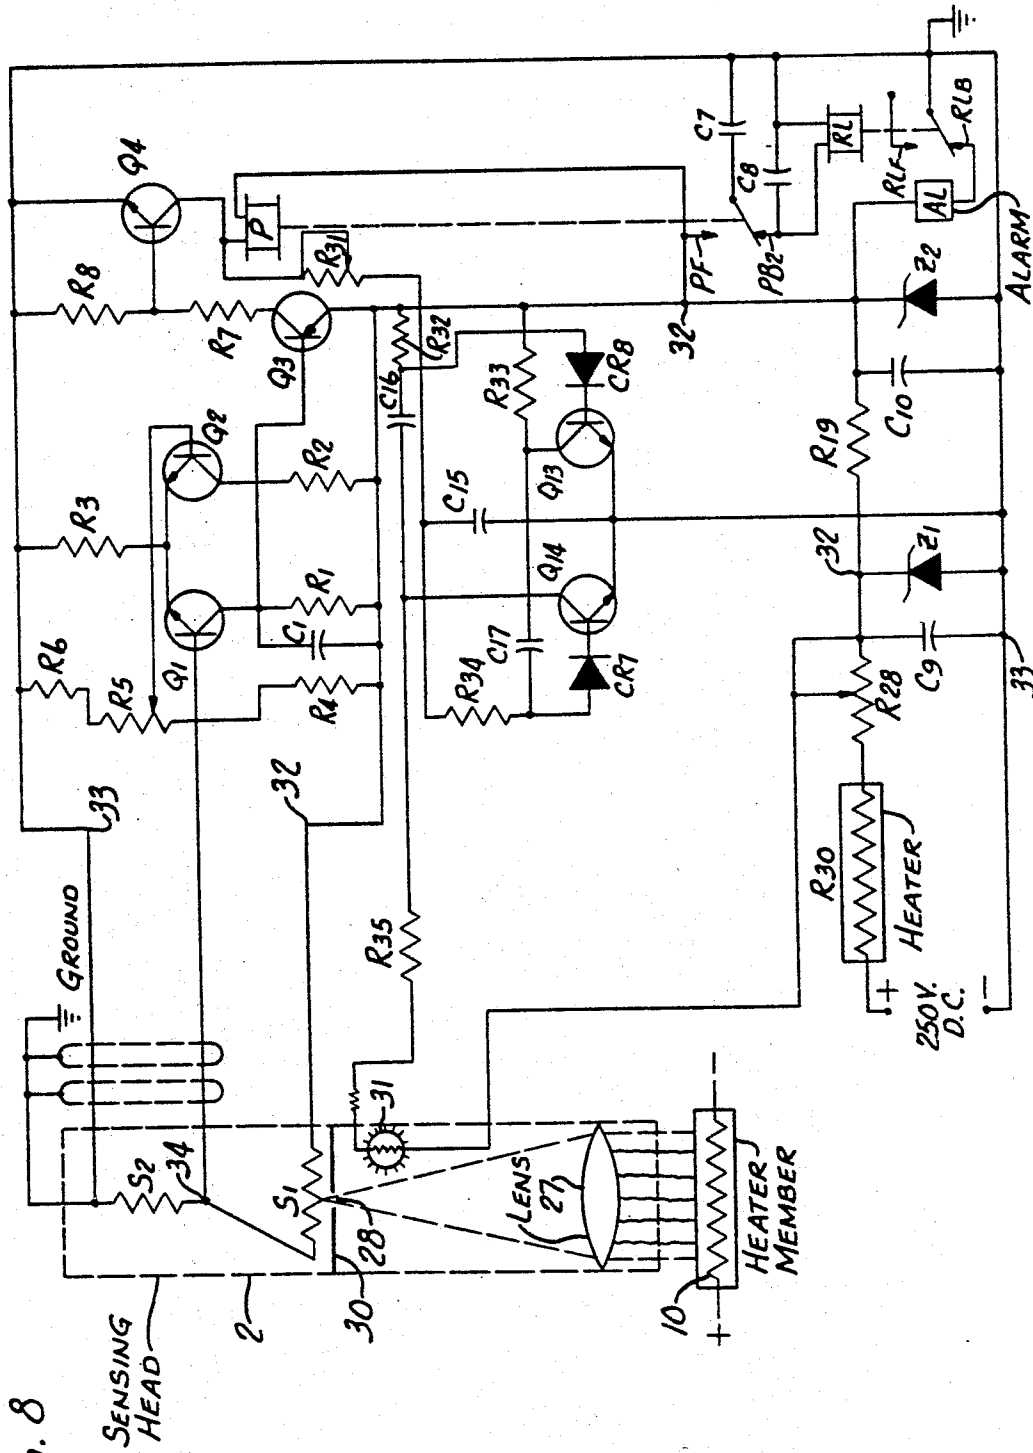 . 8
SENSING
HEAD
2
30
28
S2
34
S1
GROUND
33
32
31
LENS
27
10
+
-
HEATER
MEMBER
R35
R6
R5
R4
Q1
C1
R1
R3
Q2
R2
Q3
R7
R8
Q4
P
R31
R32
C16
C15
R33
CR8
Q13
Q14
C17
R34
CR7
32
PF
PB2
C7
C8
RL
RLF
RLB
AL
ALARM
Z2
C10
R19
32
Z1
C9
33
R28
R30
HEATER
+
250V.
D.C.
-